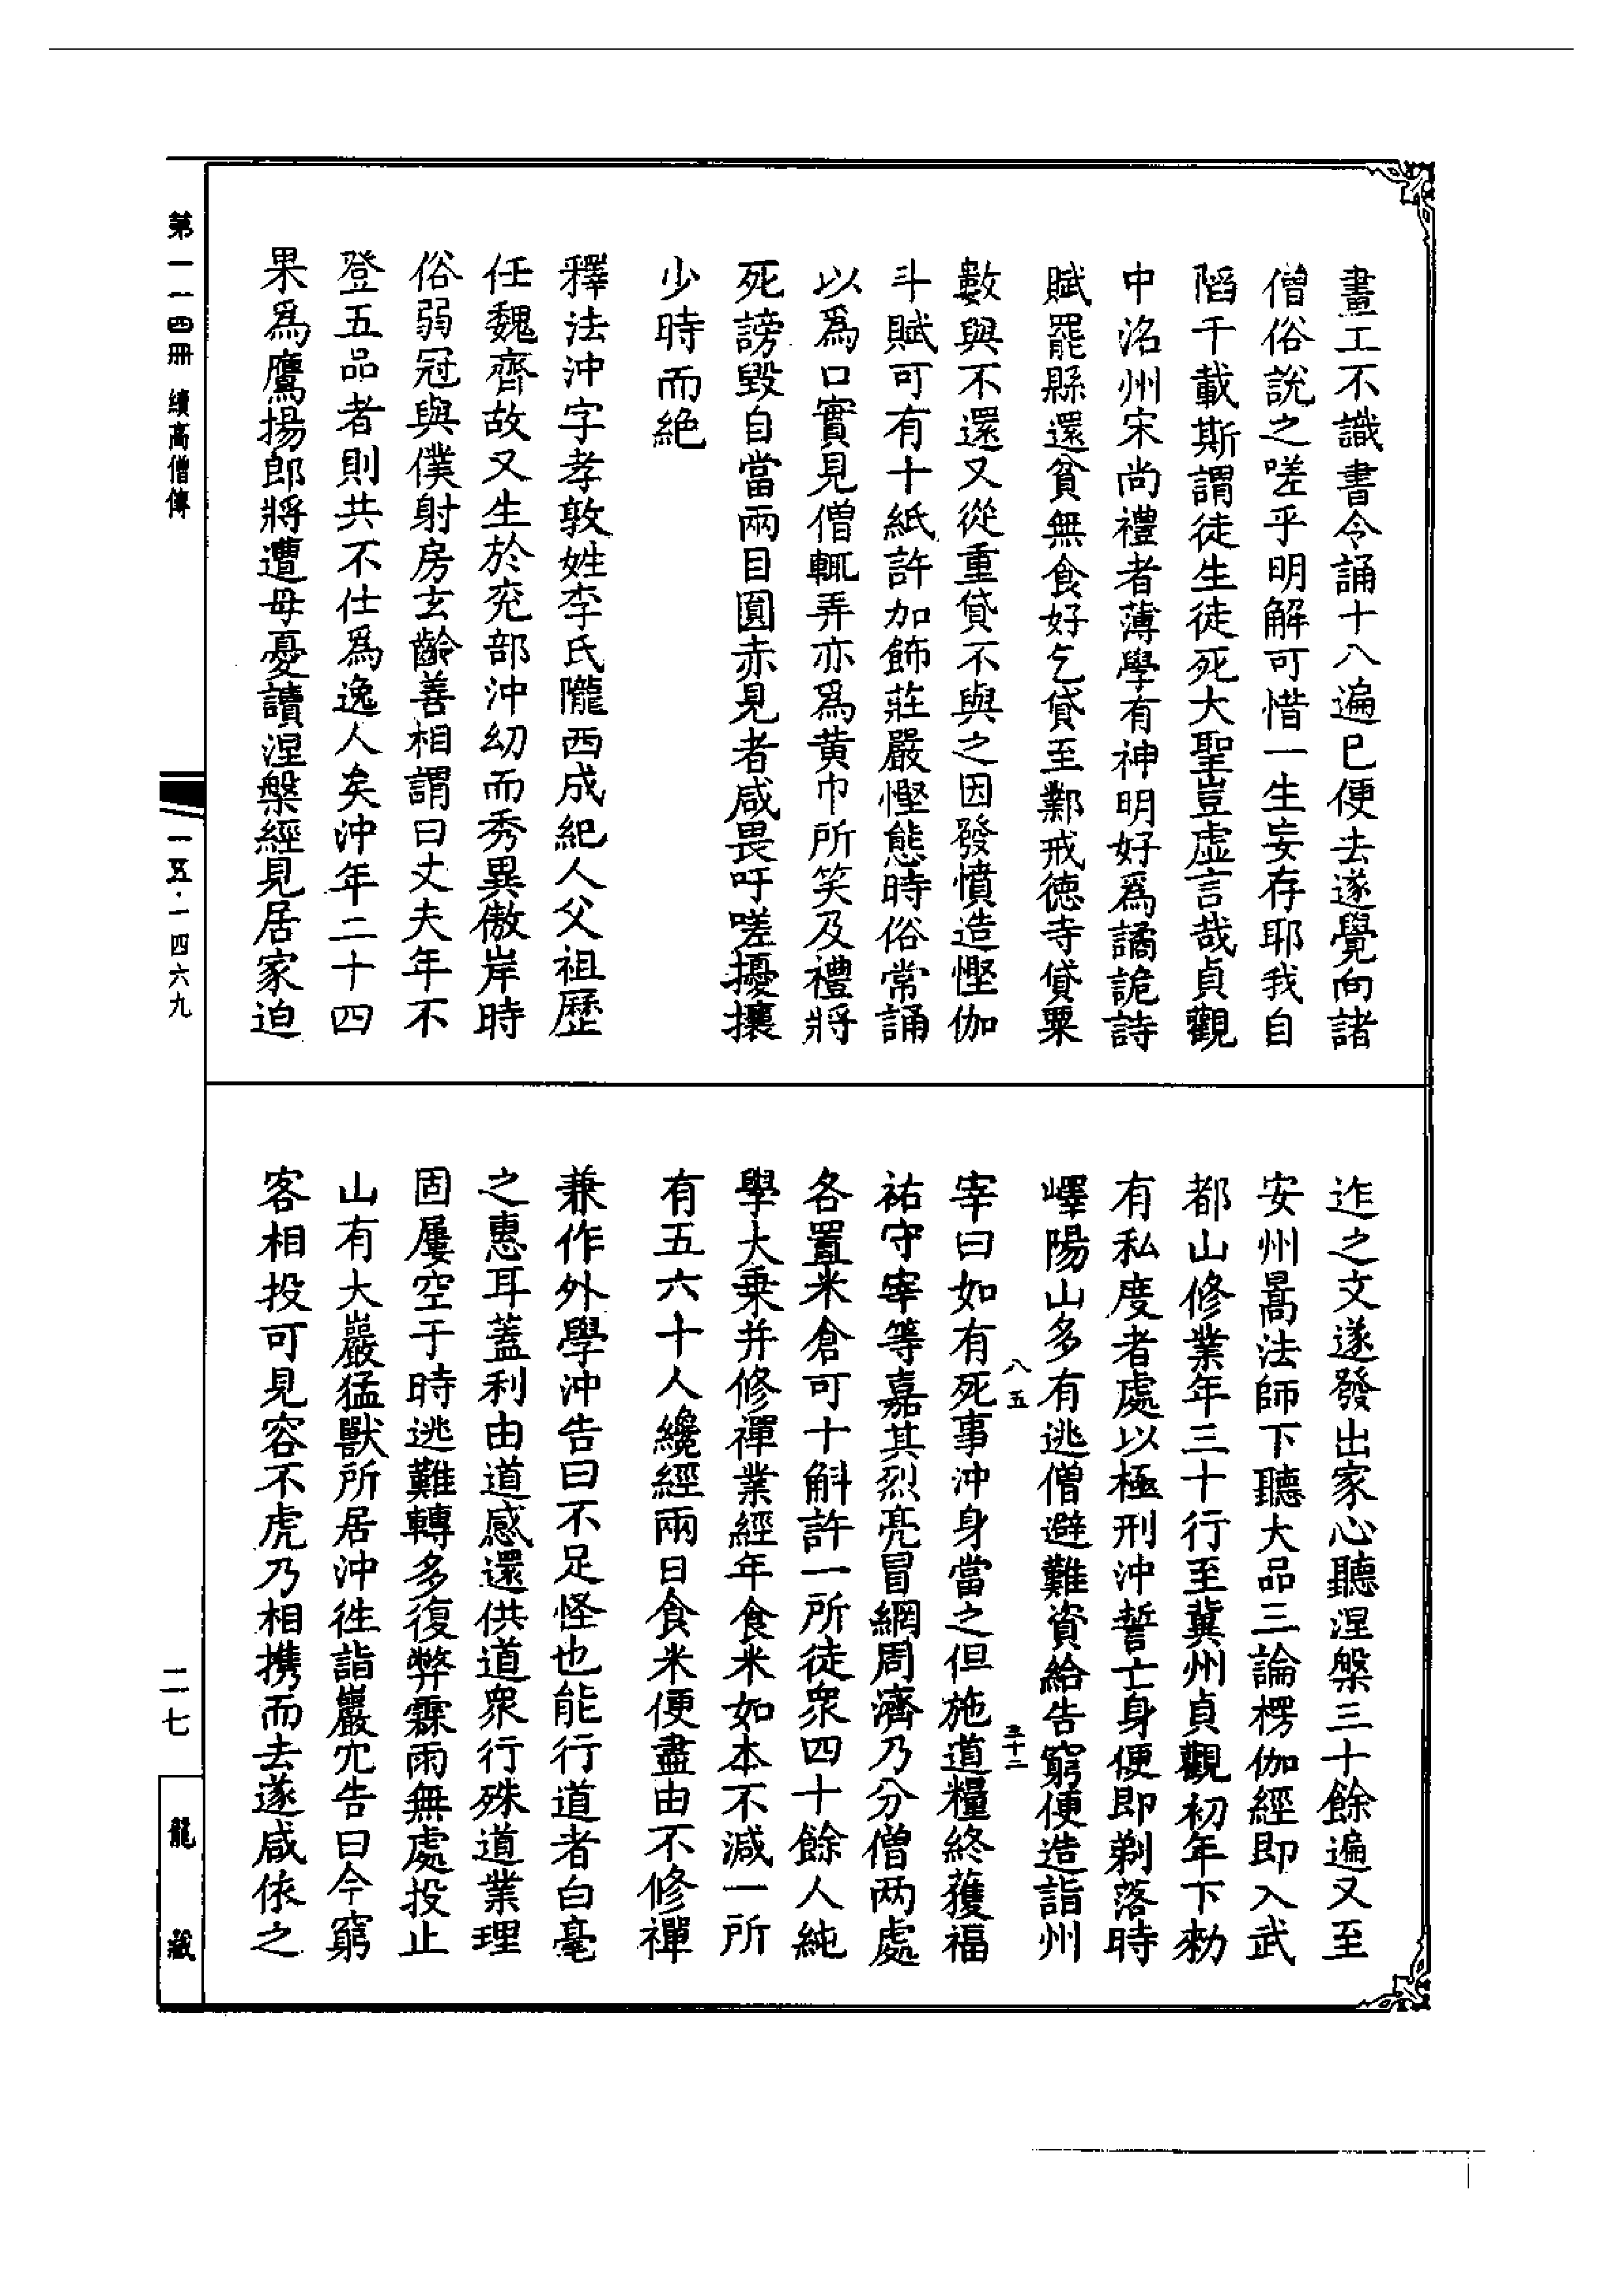 畫工不識書令誦十八遍已便去遂覺向諸
僧俗說之嗟乎明解可惜一生妄存耶我自
䧟千載斯謂徒生徒死大聖豈虛言哉貞觀
中洺州宋尚禮者薄學有神明好爲譎詭詩
賦罷縣還貧無食好乞貸至鄴戒德寺貸粟
數與不還又從重貸不與之因發憤造慳伽
斗賦可有十紙許加飾莊嚴慳態時俗常誦
以爲口實見僧輒弄亦爲黃巾所笑及禮將
死謗毀自當兩目圓赤見者咸畏吁嗟擾攘
少時而絕
釋法沖字孝敦姓李氏隴西成紀人父祖歷
任魏齊故又生於兖部沖幼而秀異傲岸時
俗弱冠與僕射房玄齡善相謂曰丈夫年不
登五品者則共不仕爲逸人矣沖年二十四
果爲鷹揚郎將遭母憂讀涅槃經見居家迫
迮之文遂發出家心聽涅槃三十餘遍又至
安州暠法師下聽大品三論楞伽經即入武
都山修業年三十行至冀州貞觀初年下勑
有私度者處以極刑沖誓亡身便即剃落時
嶧陽山多有逃僧避難資給告窮便造詣州
八五 三十二
宰曰如有死事沖身當之但施道糧終獲福
祐守宰等嘉其烈亮冒網周濟乃分僧两處
各置米倉可十斛許一所徒衆四十餘人純
學大乗并修禪業經年食米如本不減一所
有五六十人纔經兩日食米便盡由不修禪
兼作外學沖告曰不足怪也能行道者白毫
之惠耳蓋利由道感還供道衆行殊道業理
固屢空于時逃難轉多復弊霖雨無處投止
山有大巖猛獸所居沖徃詣巖穴告曰今窮
客相投可見容不虎乃相携而去遂咸依之
第一一四冊 續高僧傳
一五·一四六九
二七
龍藏